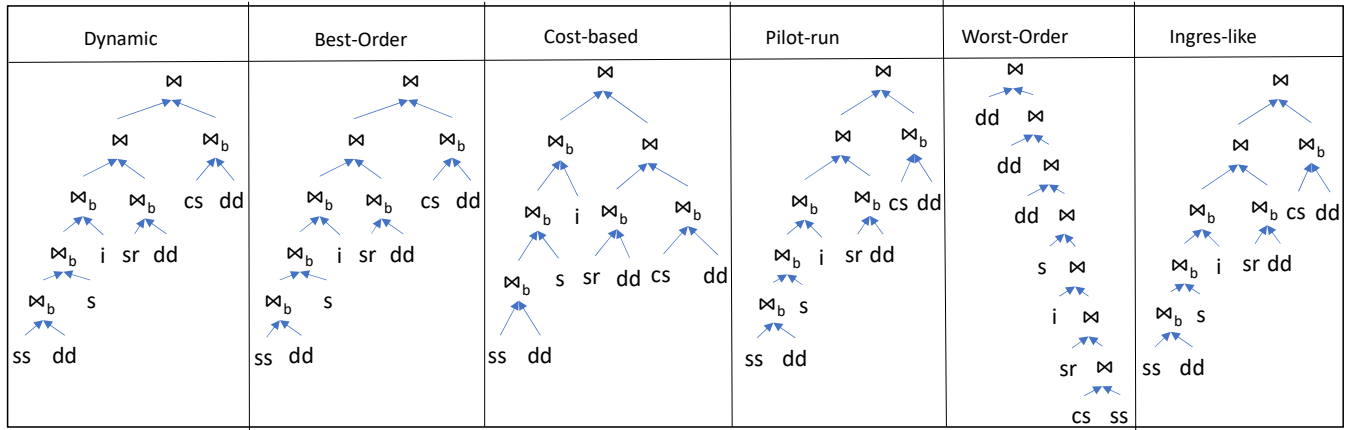 Dynamic
⋈
⋈ ⋈b
⋈b ⋈b cs dd
⋈b i sr dd
⋈b s
ss dd
Best-Order
⋈
⋈ ⋈b
⋈b ⋈b cs dd
⋈b i sr dd
⋈b s
ss dd
Cost-based
⋈
⋈b ⋈
⋈b i ⋈b ⋈b
⋈b s sr dd cs dd
ss dd
Pilot-run
⋈
⋈ ⋈b
⋈b ⋈b cs dd
⋈b i sr dd
⋈b s
ss dd
Worst-Order
⋈
dd ⋈
dd ⋈
dd ⋈
s ⋈
i ⋈
sr ⋈
cs ss
Ingres-like
⋈
⋈ ⋈b
⋈b ⋈b cs dd
⋈b i sr dd
⋈b s
ss dd